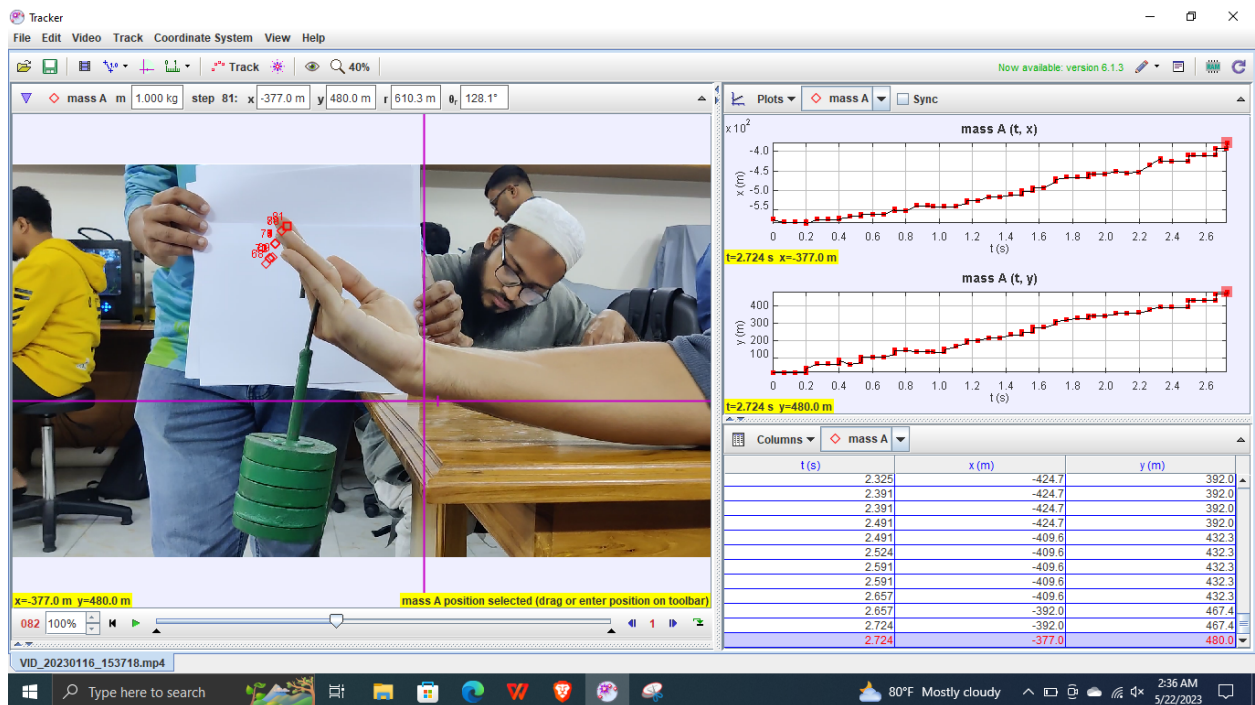 Tracker
File Edit Video Track Coordinate System View Help
Track 40% Now available: version 6.1.3
mass A m 1.000 kg step 81: x -377.0 m y 480.0 m r 610.3 m θr 128.1°
Plots mass A Sync
x 10²
mass A (t, x)
-4.0
-4.5
-5.0
-5.5
x (m)
0 0.2 0.4 0.6 0.8 1.0 1.2 1.4 1.6 1.8 2.0 2.2 2.4 2.6
t (s)
t=2.724 s x=-377.0 m
mass A (t, y)
400
300
200
100
y (m)
0 0.2 0.4 0.6 0.8 1.0 1.2 1.4 1.6 1.8 2.0 2.2 2.4 2.6
t (s)
t=2.724 s y=480.0 m
Columns mass A
t (s) x (m) y (m)
2.325 -424.7 392.0
2.391 -424.7 392.0
2.391 -424.7 392.0
2.491 -424.7 392.0
2.491 -409.6 432.3
2.524 -409.6 432.3
2.591 -409.6 432.3
2.591 -409.6 432.3
2.657 -409.6 432.3
2.657 -392.0 467.4
2.724 -392.0 467.4
2.724 -377.0 480.0
81
68
x=-377.0 m y=480.0 m
mass A position selected (drag or enter position on toolbar)
082 100% 1
VID_20230116_153718.mp4
Type here to search
80°F Mostly cloudy
2:36 AM
5/22/2023